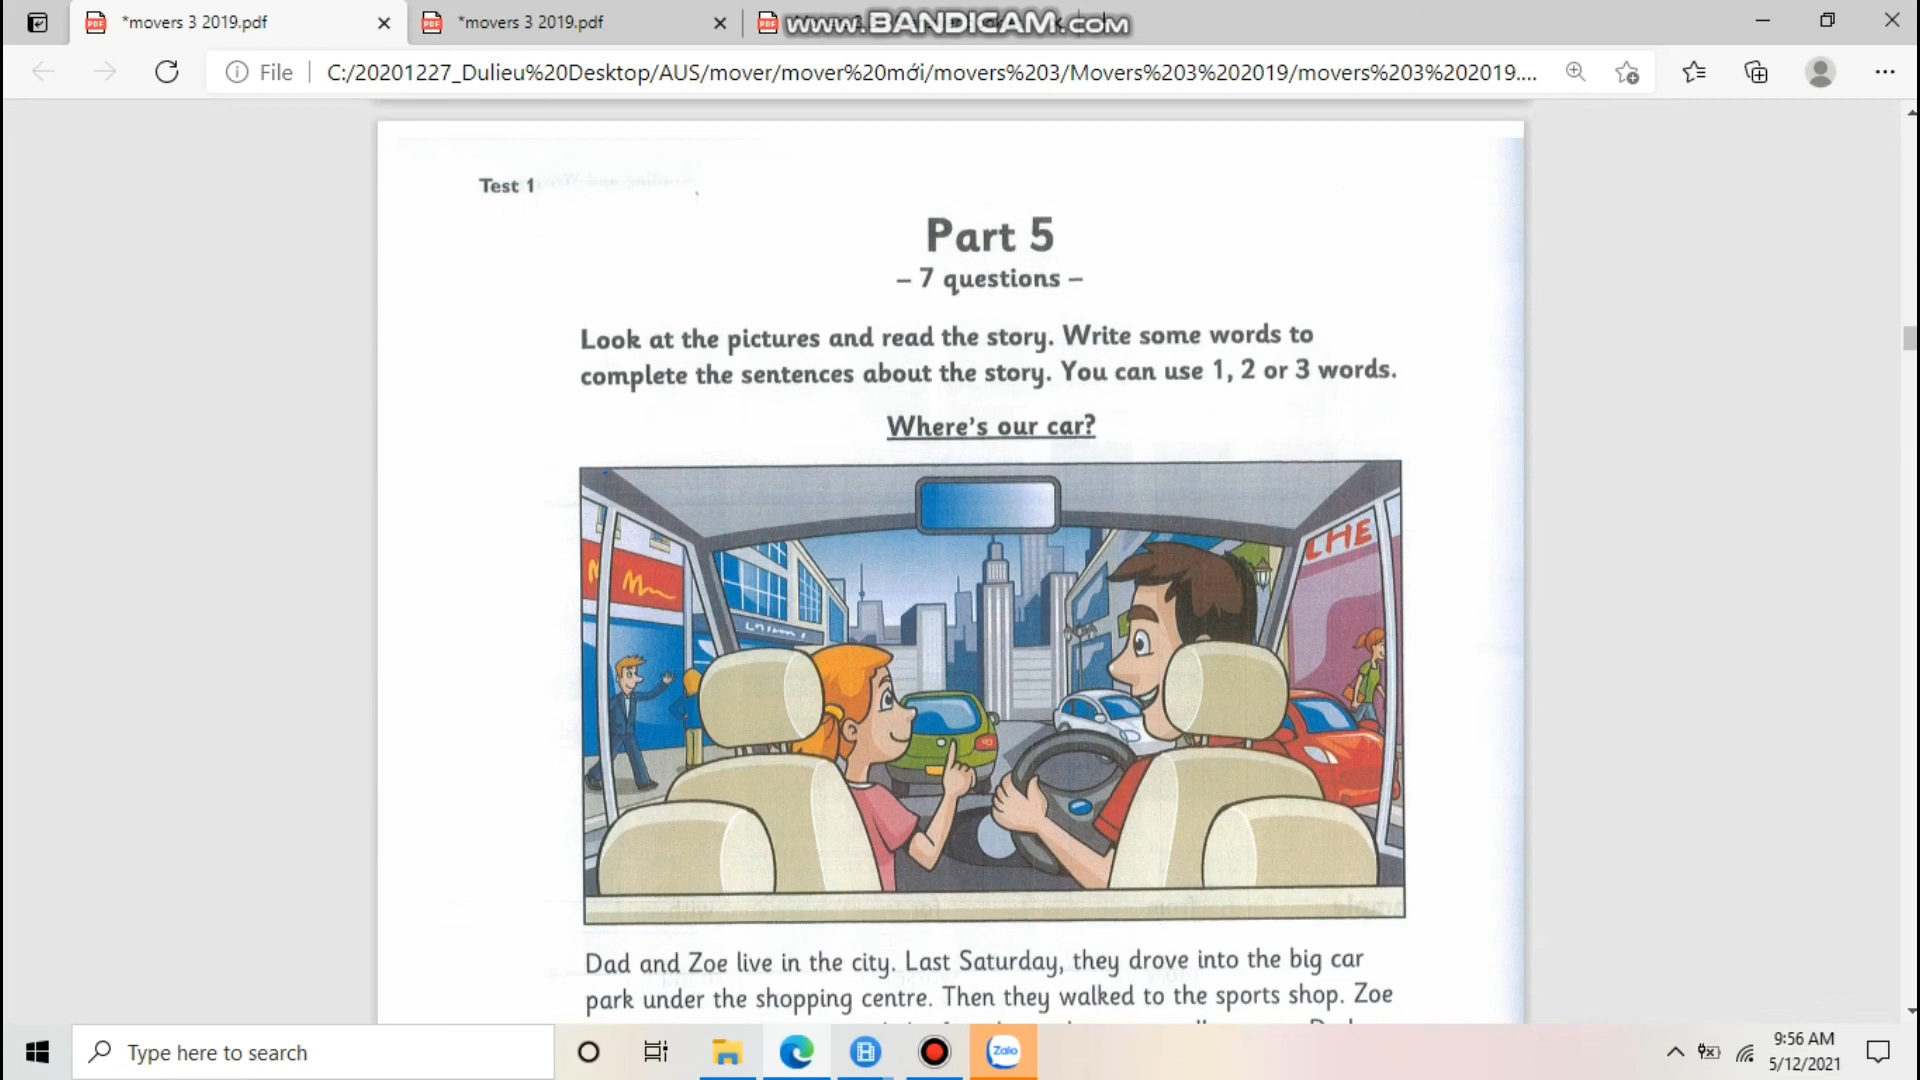 *movers 3 2019.pdf
*movers 3 2019.pdf
www.BANDICAM.com
File
C:/20201227_Dulieu%20Desktop/AUS/mover/mover%20mới/movers%203/Movers%203%202019/movers%203%202019....
Test 1
Part 5
– 7 questions –
Look at the pictures and read the story. Write some words to
complete the sentences about the story. You can use 1, 2 or 3 words.
Where's our car?
CHE
Dad and Zoe live in the city. Last Saturday, they drove into the big car
park under the shopping centre. Then they walked to the sports shop. Zoe
Type here to search
Zalo
9:56 AM
5/12/2021